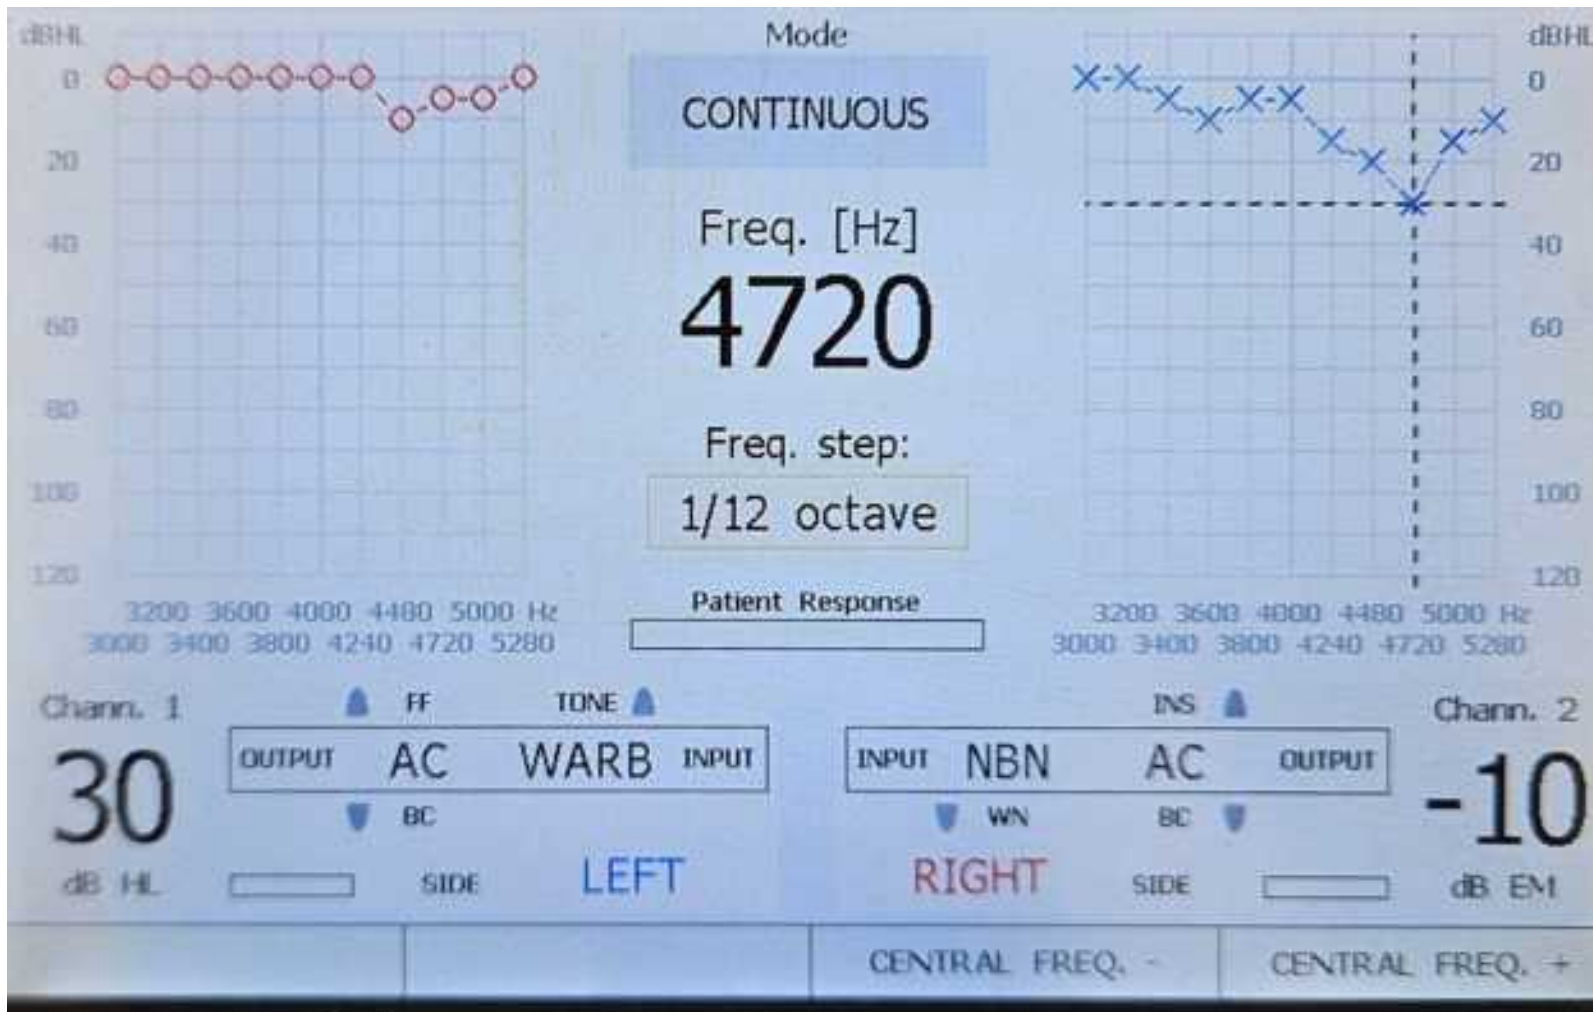 Mode
dBHL
dBHL
0
CONTINUOUS
0
20
20
Freq. [Hz]
40
40
4720
60
60
80
80
Freq. step:
100
1/12 octave
100
120
120
Patient Response
3200 3600 4000 4480 5000 Hz
3000 3400 3800 4240 4720 5280
3200 3600 4000 4480 5000 Hz
3000 3400 3800 4240 4720 5280
Chann. 1
FF TONE
30
OUTPUT AC WARB INPUT
BC
dB HL
SIDE LEFT
INS
Chann. 2
INPUT NBN AC OUTPUT
-10
WN BC
RIGHT SIDE
dB EM
CENTRAL FREQ. -
CENTRAL FREQ. +